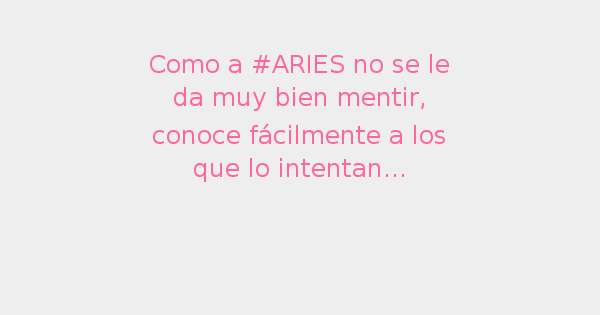 Como a #ARIES no se le
da muy bien mentir,
conoce fácilmente a los
que lo intentan...